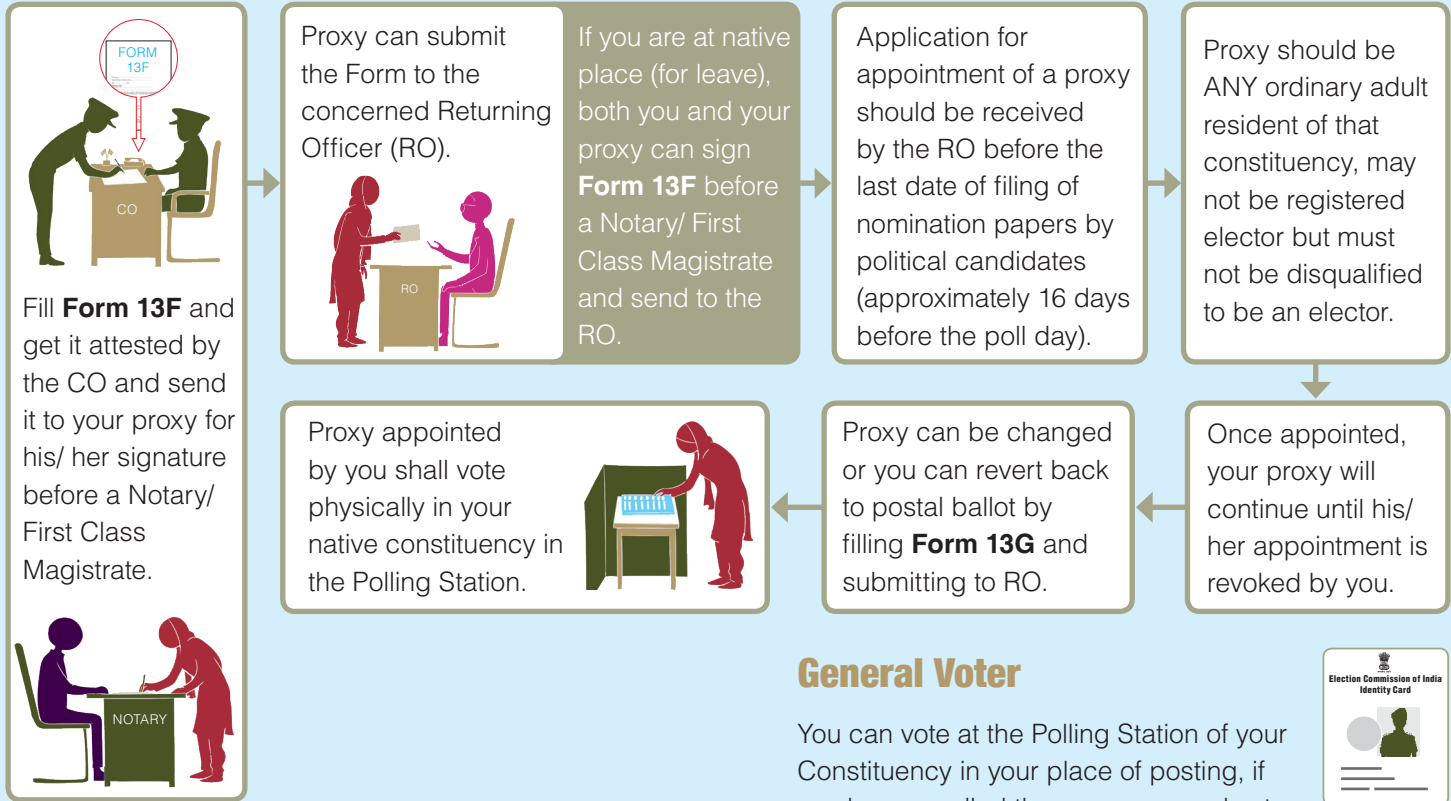 FORM
13F
CO
Fill Form 13F and
get it attested by
the CO and send
it to your proxy for
his/ her signature
before a Notary/
First Class
Magistrate.
NOTARY
Proxy can submit
the Form to the
concerned Returning
Officer (RO).
RO
If you are at native
place (for leave),
both you and your
proxy can sign
Form 13F before
a Notary/ First
Class Magistrate
and send to the
RO.
Application for
appointment of a proxy
should be received
by the RO before the
last date of filing of
nomination papers by
political candidates
(approximately 16 days
before the poll day).
Proxy should be
ANY ordinary adult
resident of that
constituency, may
not be registered
elector but must
not be disqualified
to be an elector.
Once appointed,
your proxy will
continue until his/
her appointment is
revoked by you.
Proxy can be changed
or you can revert back
to postal ballot by
filling Form 13G and
submitting to RO.
Proxy appointed
by you shall vote
physically in your
native constituency in
the Polling Station.
General Voter
You can vote at the Polling Station of your
Constituency in your place of posting, if
Election Commission of India
Identity Card